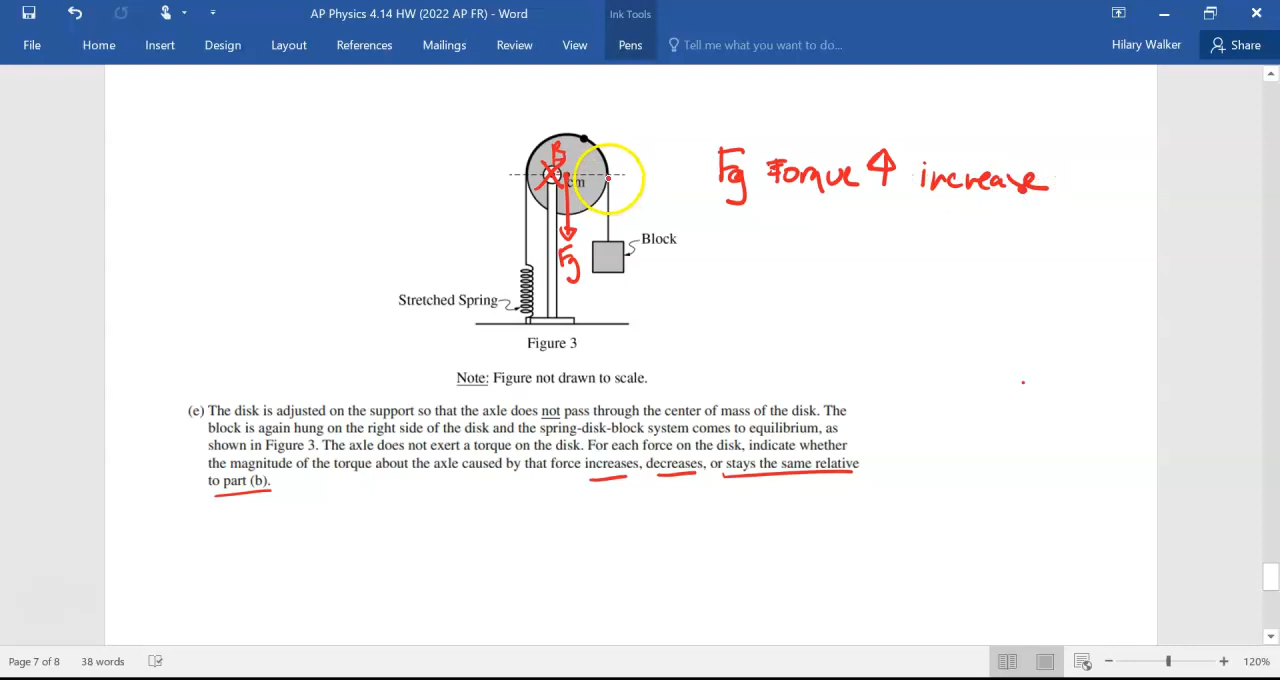 AP Physics 4.14 HW (2022 AP FR) - Word
Ink Tools
File Home Insert Design Layout References Mailings Review View Pens Tell me what you want to do... Hilary Walker Share
Fg Torque ↑ increase
cm
Fg
Block
Stretched Spring
Figure 3
Note: Figure not drawn to scale.
(e) The disk is adjusted on the support so that the axle does not pass through the center of mass of the disk. The
block is again hung on the right side of the disk and the spring-disk-block system comes to equilibrium, as
shown in Figure 3. The axle does not exert a torque on the disk. For each force on the disk, indicate whether
the magnitude of the torque about the axle caused by that force increases, decreases, or stays the same relative
to part (b).
Page 7 of 8 38 words 120%